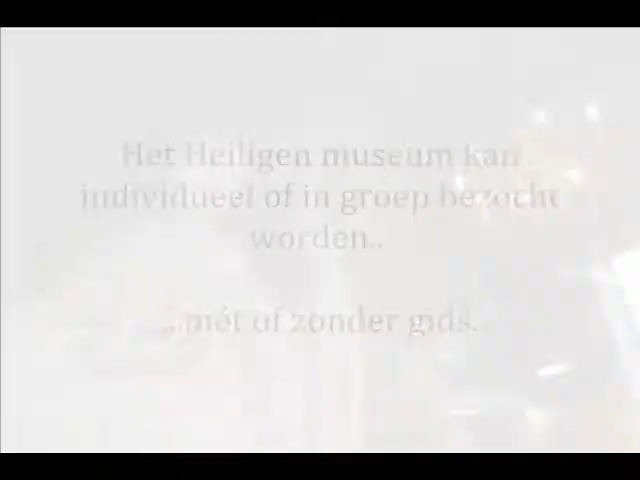 Het Heiligen museum kan
individueel of in groep bezocht
worden..
...mét of zonder gids.